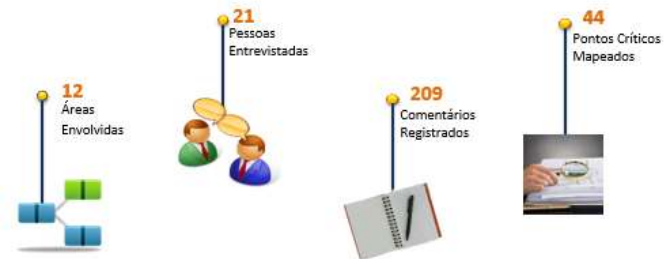 12
Áreas
Envolvidas
21
Pessoas
Entrevistadas
209
Comentários
Registrados
44
Pontos Críticos
Mapeados